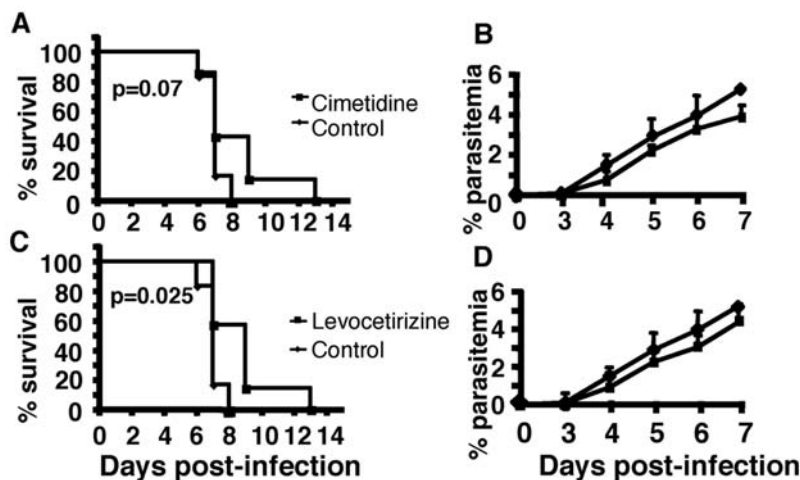 A
100
80
60
40
20
0
% survival
p=0.07
Cimetidine
Control
0 2 4 6 8 10 12 14
B
6
4
2
% parasitemia
0 3 4 5 6 7
C
100
80
60
40
20
0
% survival
p=0.025
Levocetirizine
Control
0 2 4 6 8 10 12 14
Days post-infection
D
6
4
2
0
% parasitemia
0 3 4 5 6 7
Days post-infection